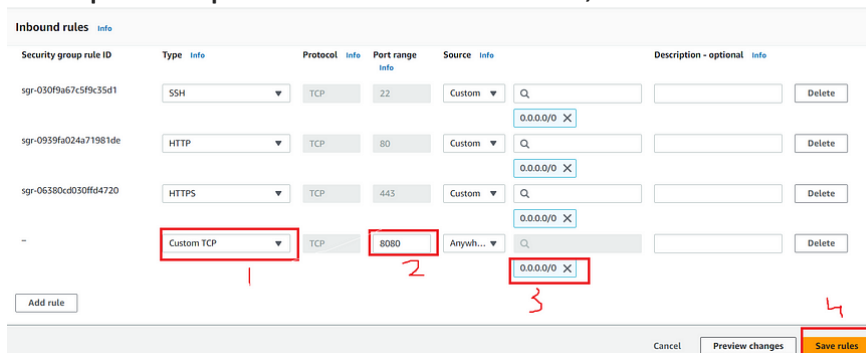 Inbound rules Info
Security group rule ID Type Info Protocol Info Port range Info Source Info Description - optional Info
sgr-030f9a67c5f9c35d1 SSH TCP 22 Custom Delete
0.0.0.0/0
sgr-0939fa024a71981de HTTP TCP 80 Custom Delete
0.0.0.0/0
sgr-06380cd030ffd4720 HTTPS TCP 443 Custom Delete
0.0.0.0/0
- Custom TCP TCP 8080 Anywh... Delete
0.0.0.0/0
1 2 3 4
Add rule
Cancel Preview changes Save rules